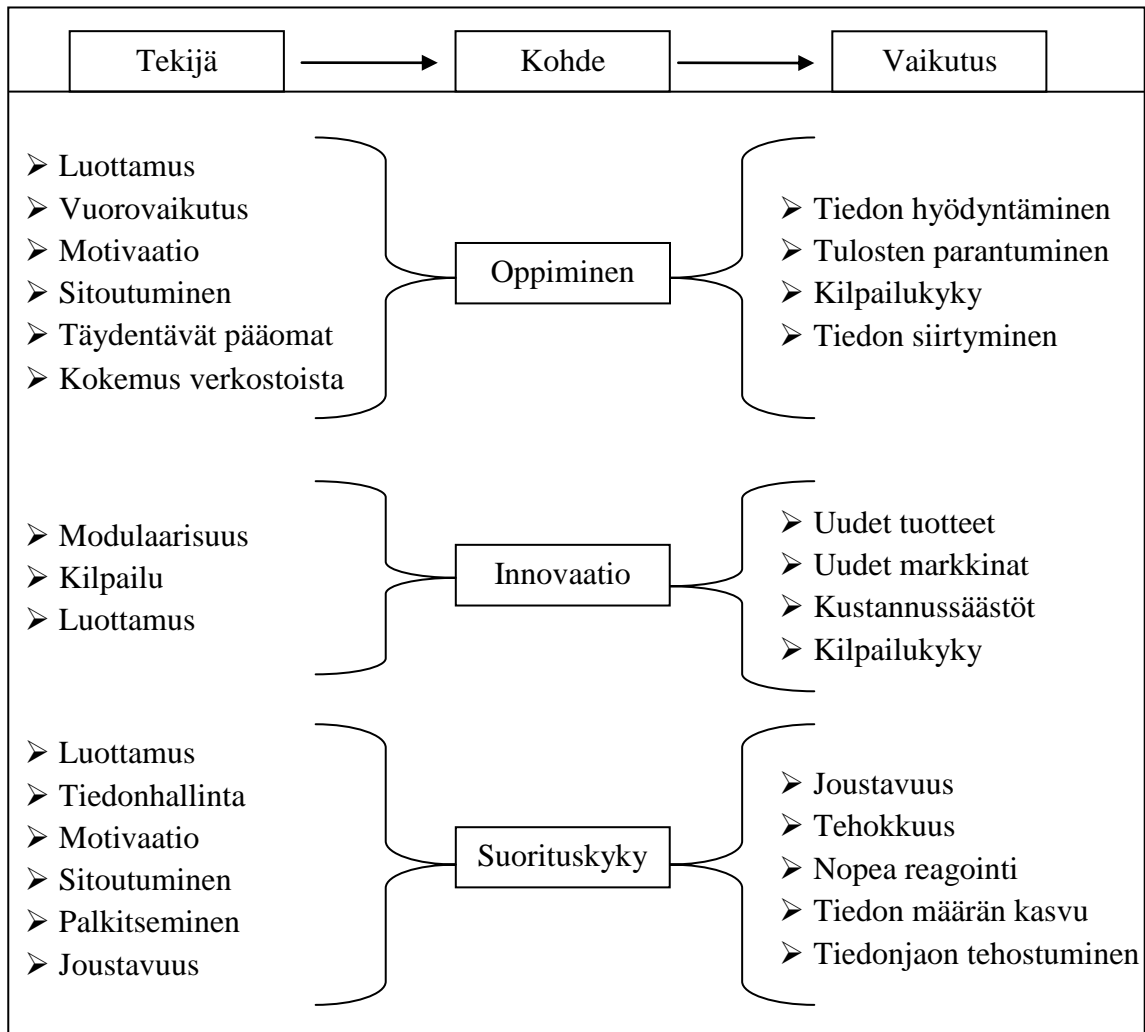 Tekijä
Kohde
Vaikutus
Luottamus
Vuorovaikutus
Motivaatio
Sitoutuminen
Täydentävät pääomat
Kokemus verkostoista
Oppiminen
Tiedon hyödyntäminen
Tulosten parantuminen
Kilpailukyky
Tiedon siirtyminen
Modulaarisuus
Kilpailu
Luottamus
Innovaatio
Uudet tuotteet
Uudet markkinat
Kustannussäästöt
Kilpailukyky
Luottamus
Tiedonhallinta
Motivaatio
Sitoutuminen
Palkitseminen
Joustavuus
Suorituskyky
Joustavuus
Tehokkuus
Nopea reagointi
Tiedon määrän kasvu
Tiedonjaon tehostuminen